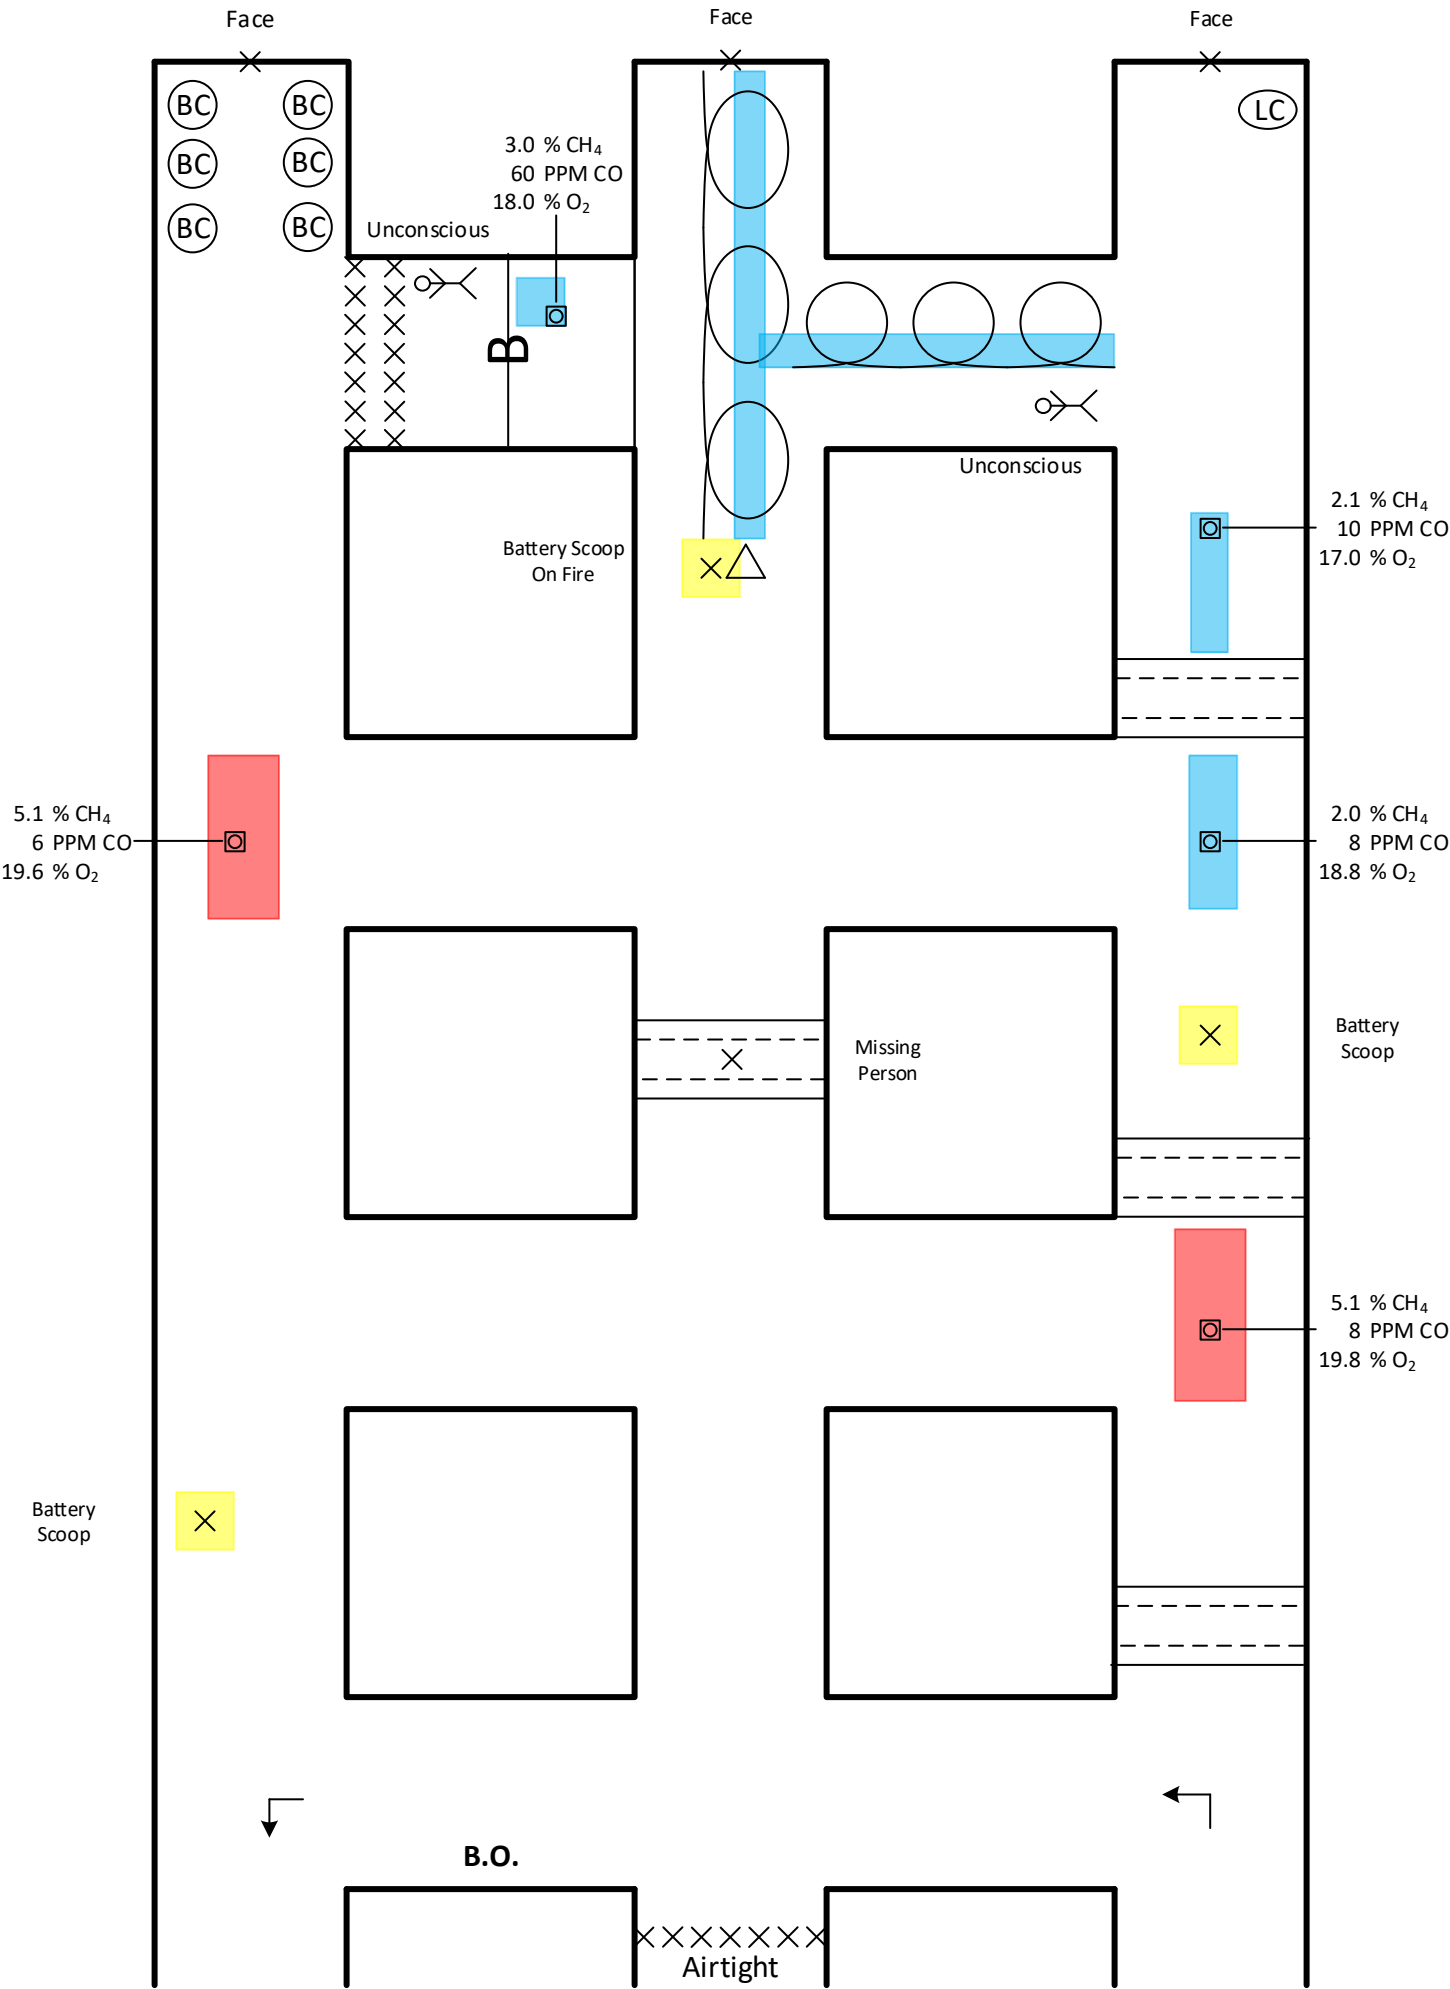 Face
Face
Face
BC
BC
LC
BC
BC
BC
BC
3.0 % CH₄
60 PPM CO
18.0 % O₂
Unconscious
B
Unconscious
2.1 % CH₄
10 PPM CO
17.0 % O₂
Battery Scoop
On Fire
5.1 % CH₄
6 PPM CO
19.6 % O₂
2.0 % CH₄
8 PPM CO
18.8 % O₂
Missing
Person
Battery
Scoop
5.1 % CH₄
8 PPM CO
19.8 % O₂
Battery
Scoop
B.O.
Airtight